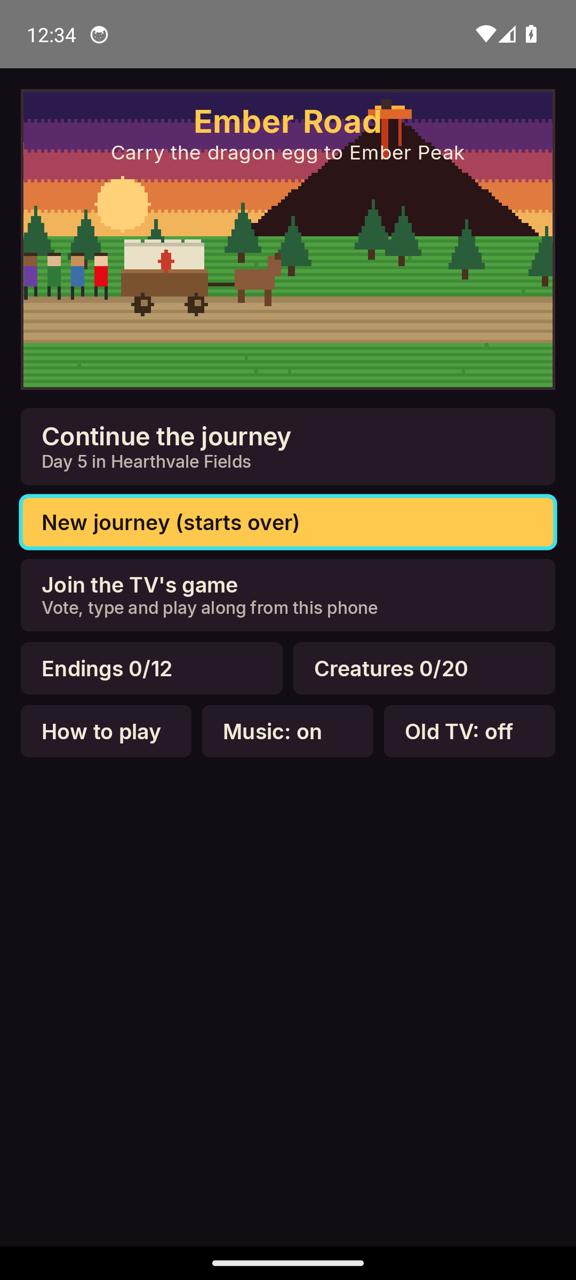 12:34
Ember Road
Carry the dragon egg to Ember Peak
Continue the journey
Day 5 in Hearthvale Fields
New journey (starts over)
Join the TV's game
Vote, type and play along from this phone
Endings 0/12
Creatures 0/20
How to play
Music: on
Old TV: off